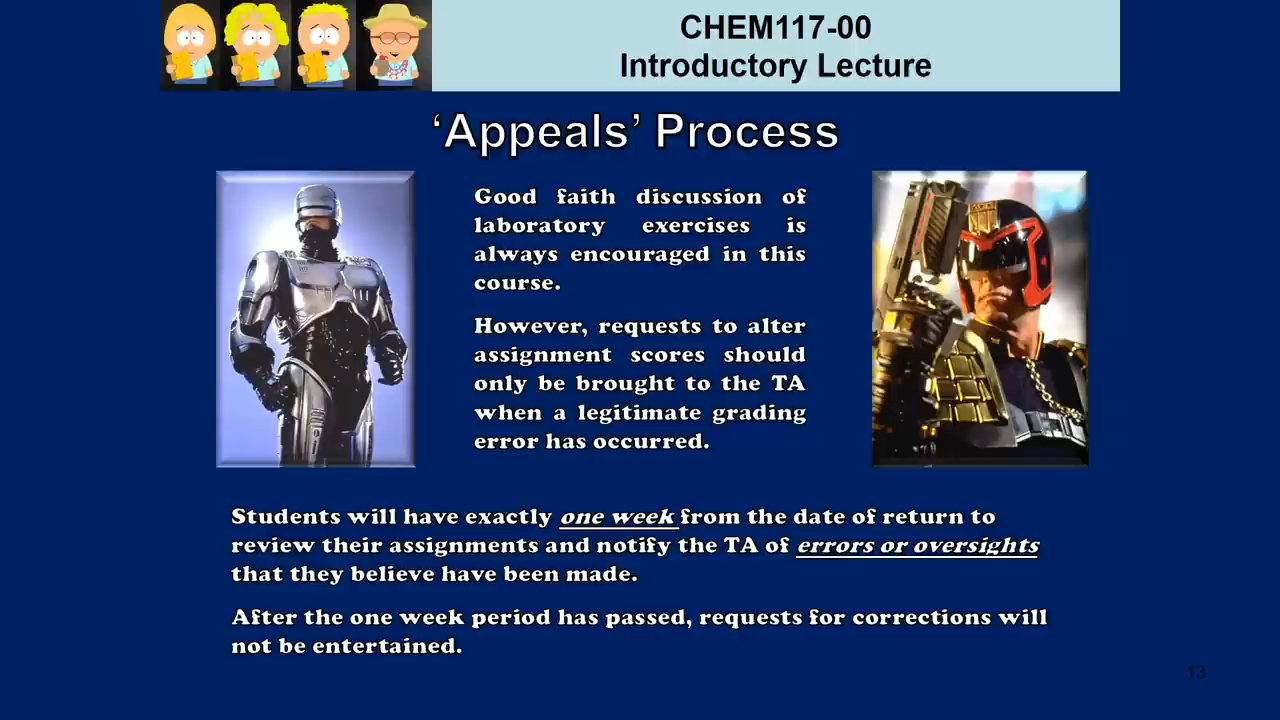 CHEM117-00
Introductory Lecture
‘Appeals’ Process
Good faith discussion of
laboratory exercises is
always encouraged in this
course.
However, requests to alter
assignment scores should
only be brought to the TA
when a legitimate grading
error has occurred.
Students will have exactly one week from the date of return to
review their assignments and notify the TA of errors or oversights
that they believe have been made.
After the one week period has passed, requests for corrections will
not be entertained.
13